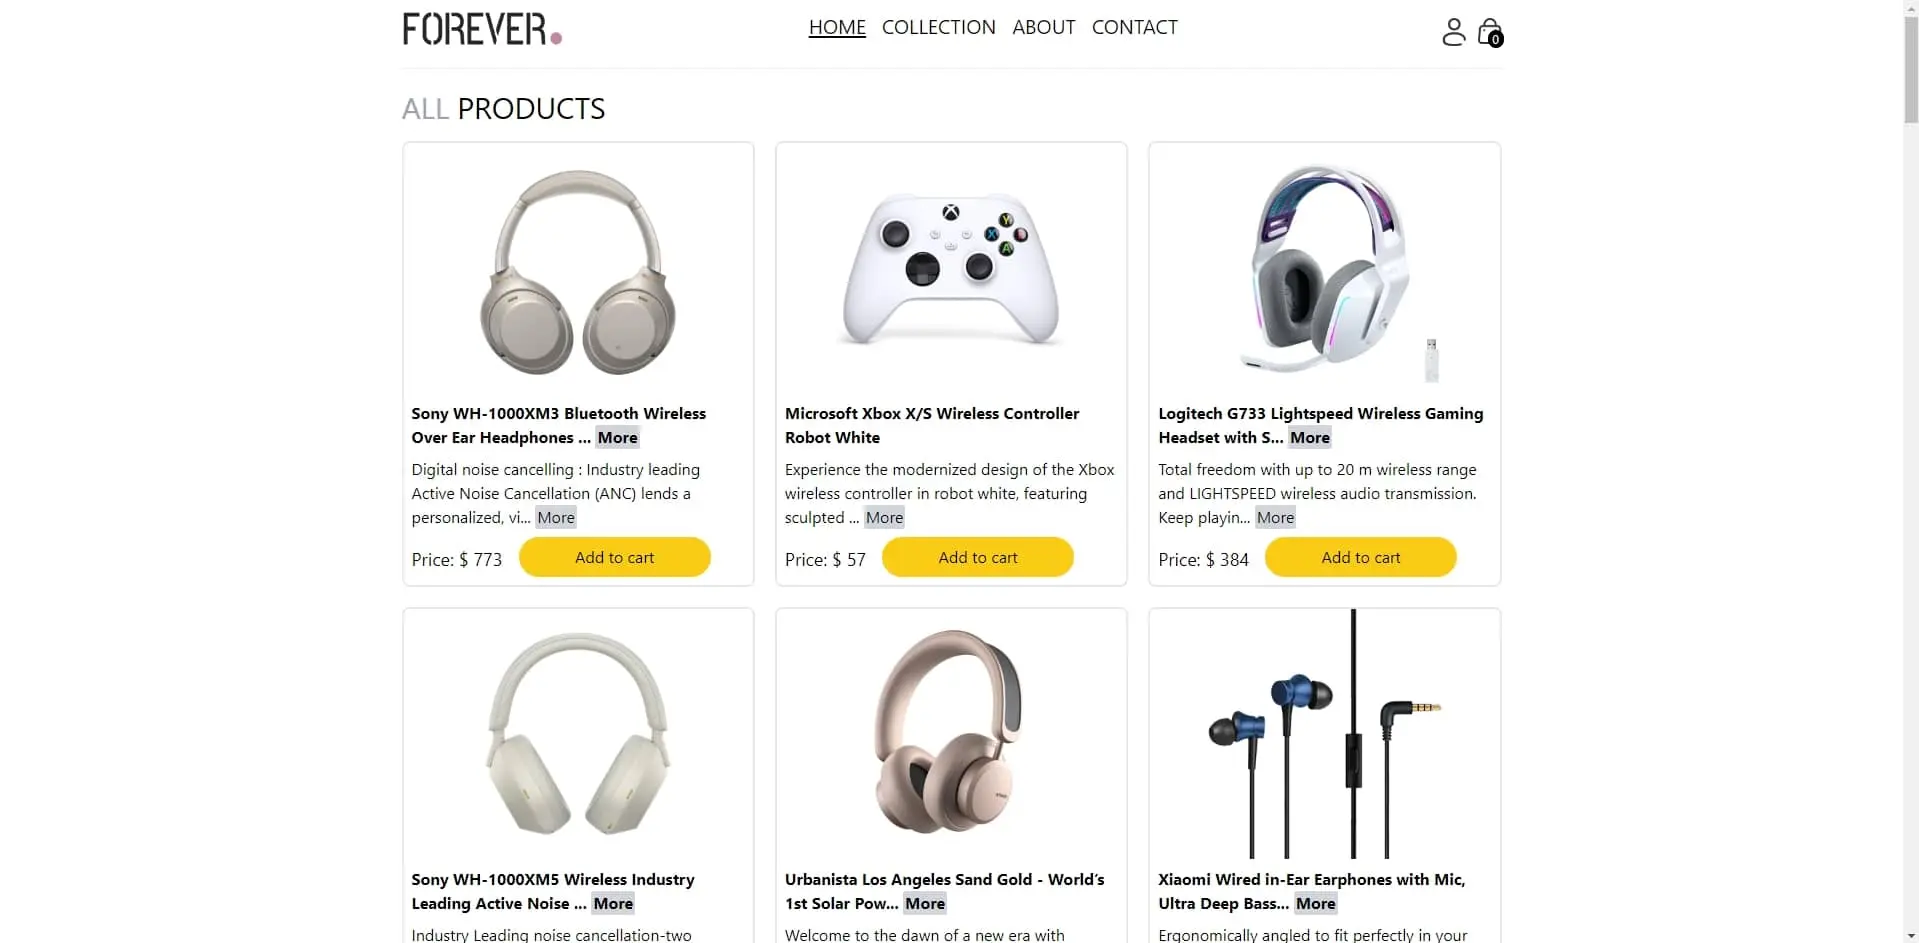 FOREVER.
HOME COLLECTION ABOUT CONTACT
0
ALL PRODUCTS
Y
X
A
Sony WH-1000XM3 Bluetooth Wireless
Over Ear Headphones ... More
Digital noise cancelling : Industry leading
Active Noise Cancellation (ANC) lends a
personalized, vi... More
Price: $ 773 Add to cart
Microsoft Xbox X/S Wireless Controller
Robot White
Experience the modernized design of the Xbox
wireless controller in robot white, featuring
sculpted ... More
Price: $ 57 Add to cart
Logitech G733 Lightspeed Wireless Gaming
Headset with S... More
Total freedom with up to 20 m wireless range
and LIGHTSPEED wireless audio transmission.
Keep playin... More
Price: $ 384 Add to cart
Sony WH-1000XM5 Wireless Industry
Leading Active Noise ... More
Industry Leading noise cancellation-two
Urbanista Los Angeles Sand Gold - World's
1st Solar Pow... More
Welcome to the dawn of a new era with
Xiaomi Wired in-Ear Earphones with Mic,
Ultra Deep Bass... More
Ergonomically angled to fit perfectly in your